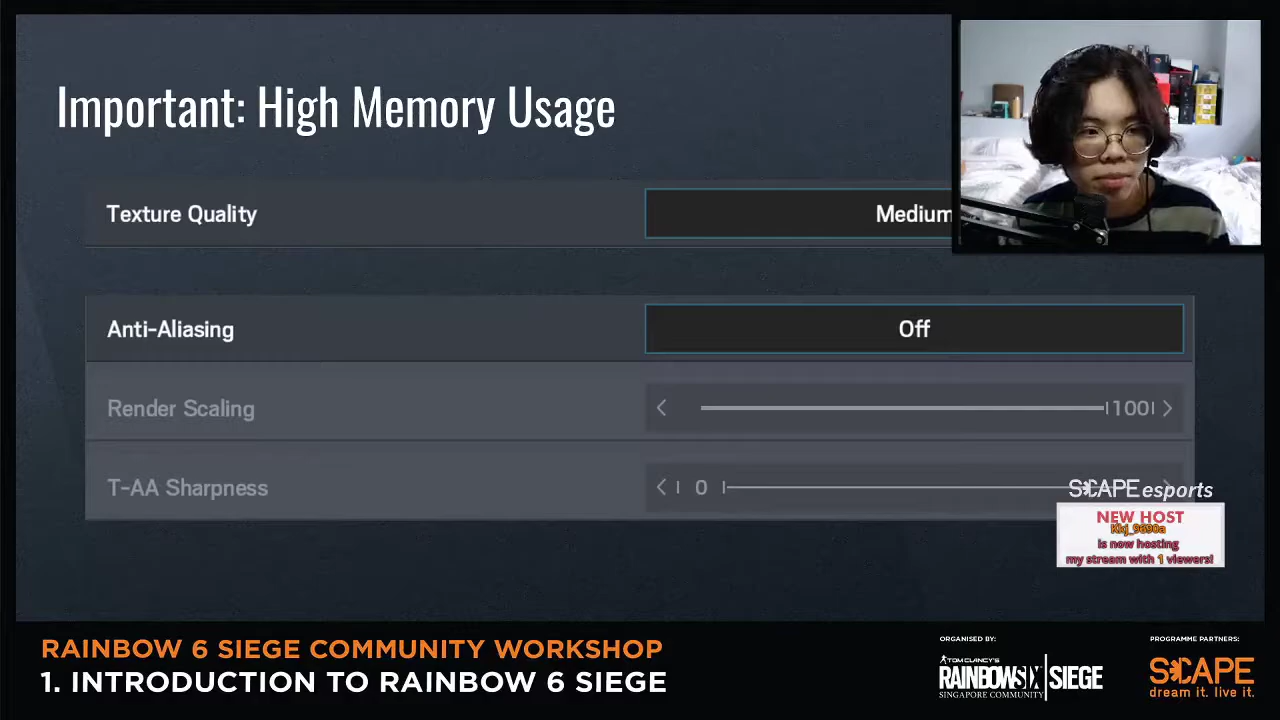 Important: High Memory Usage
Texture Quality
Medium
Anti-Aliasing
Off
Render Scaling
100
T-AA Sharpness
0
SCAPE esports
NEW HOST
Kkj_9690a
is now hosting
my stream with 1 viewers!
RAINBOW 6 SIEGE COMMUNITY WORKSHOP
1. INTRODUCTION TO RAINBOW 6 SIEGE
ORGANISED BY:
TOM CLANCY'S
RAINBOW SIX SIEGE
SINGAPORE COMMUNITY
SIEGE
PROGRAMME PARTNERS:
SCAPE
dream it. live it.